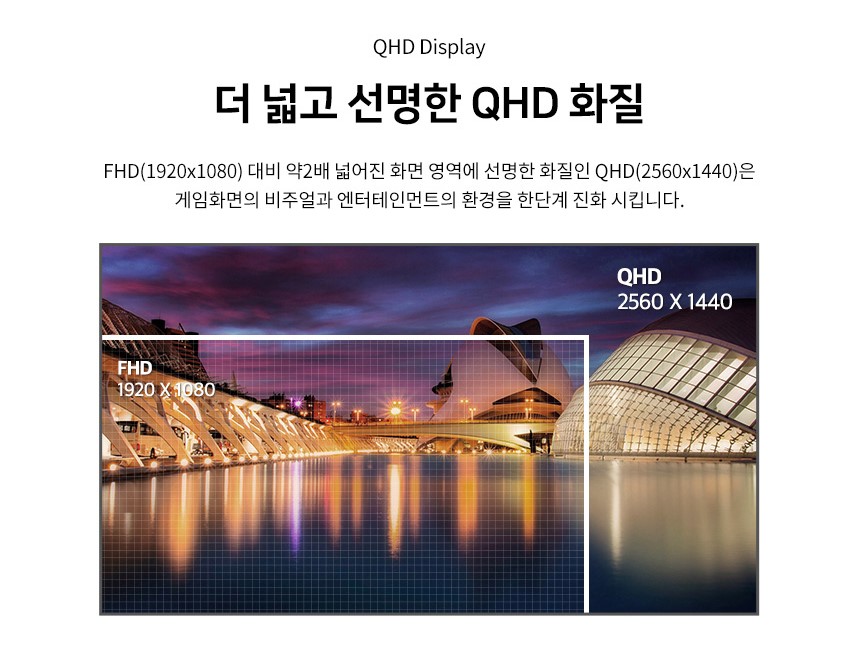 QHD Display
더 넓고 선명한 QHD 화질
FHD(1920x1080) 대비 약2배 넓어진 화면 영역에 선명한 화질인 QHD(2560x1440)은
게임화면의 비주얼과 엔터테인먼트의 환경을 한단계 진화 시킵니다.
QHD
2560 X 1440
FHD
1920 X 1080